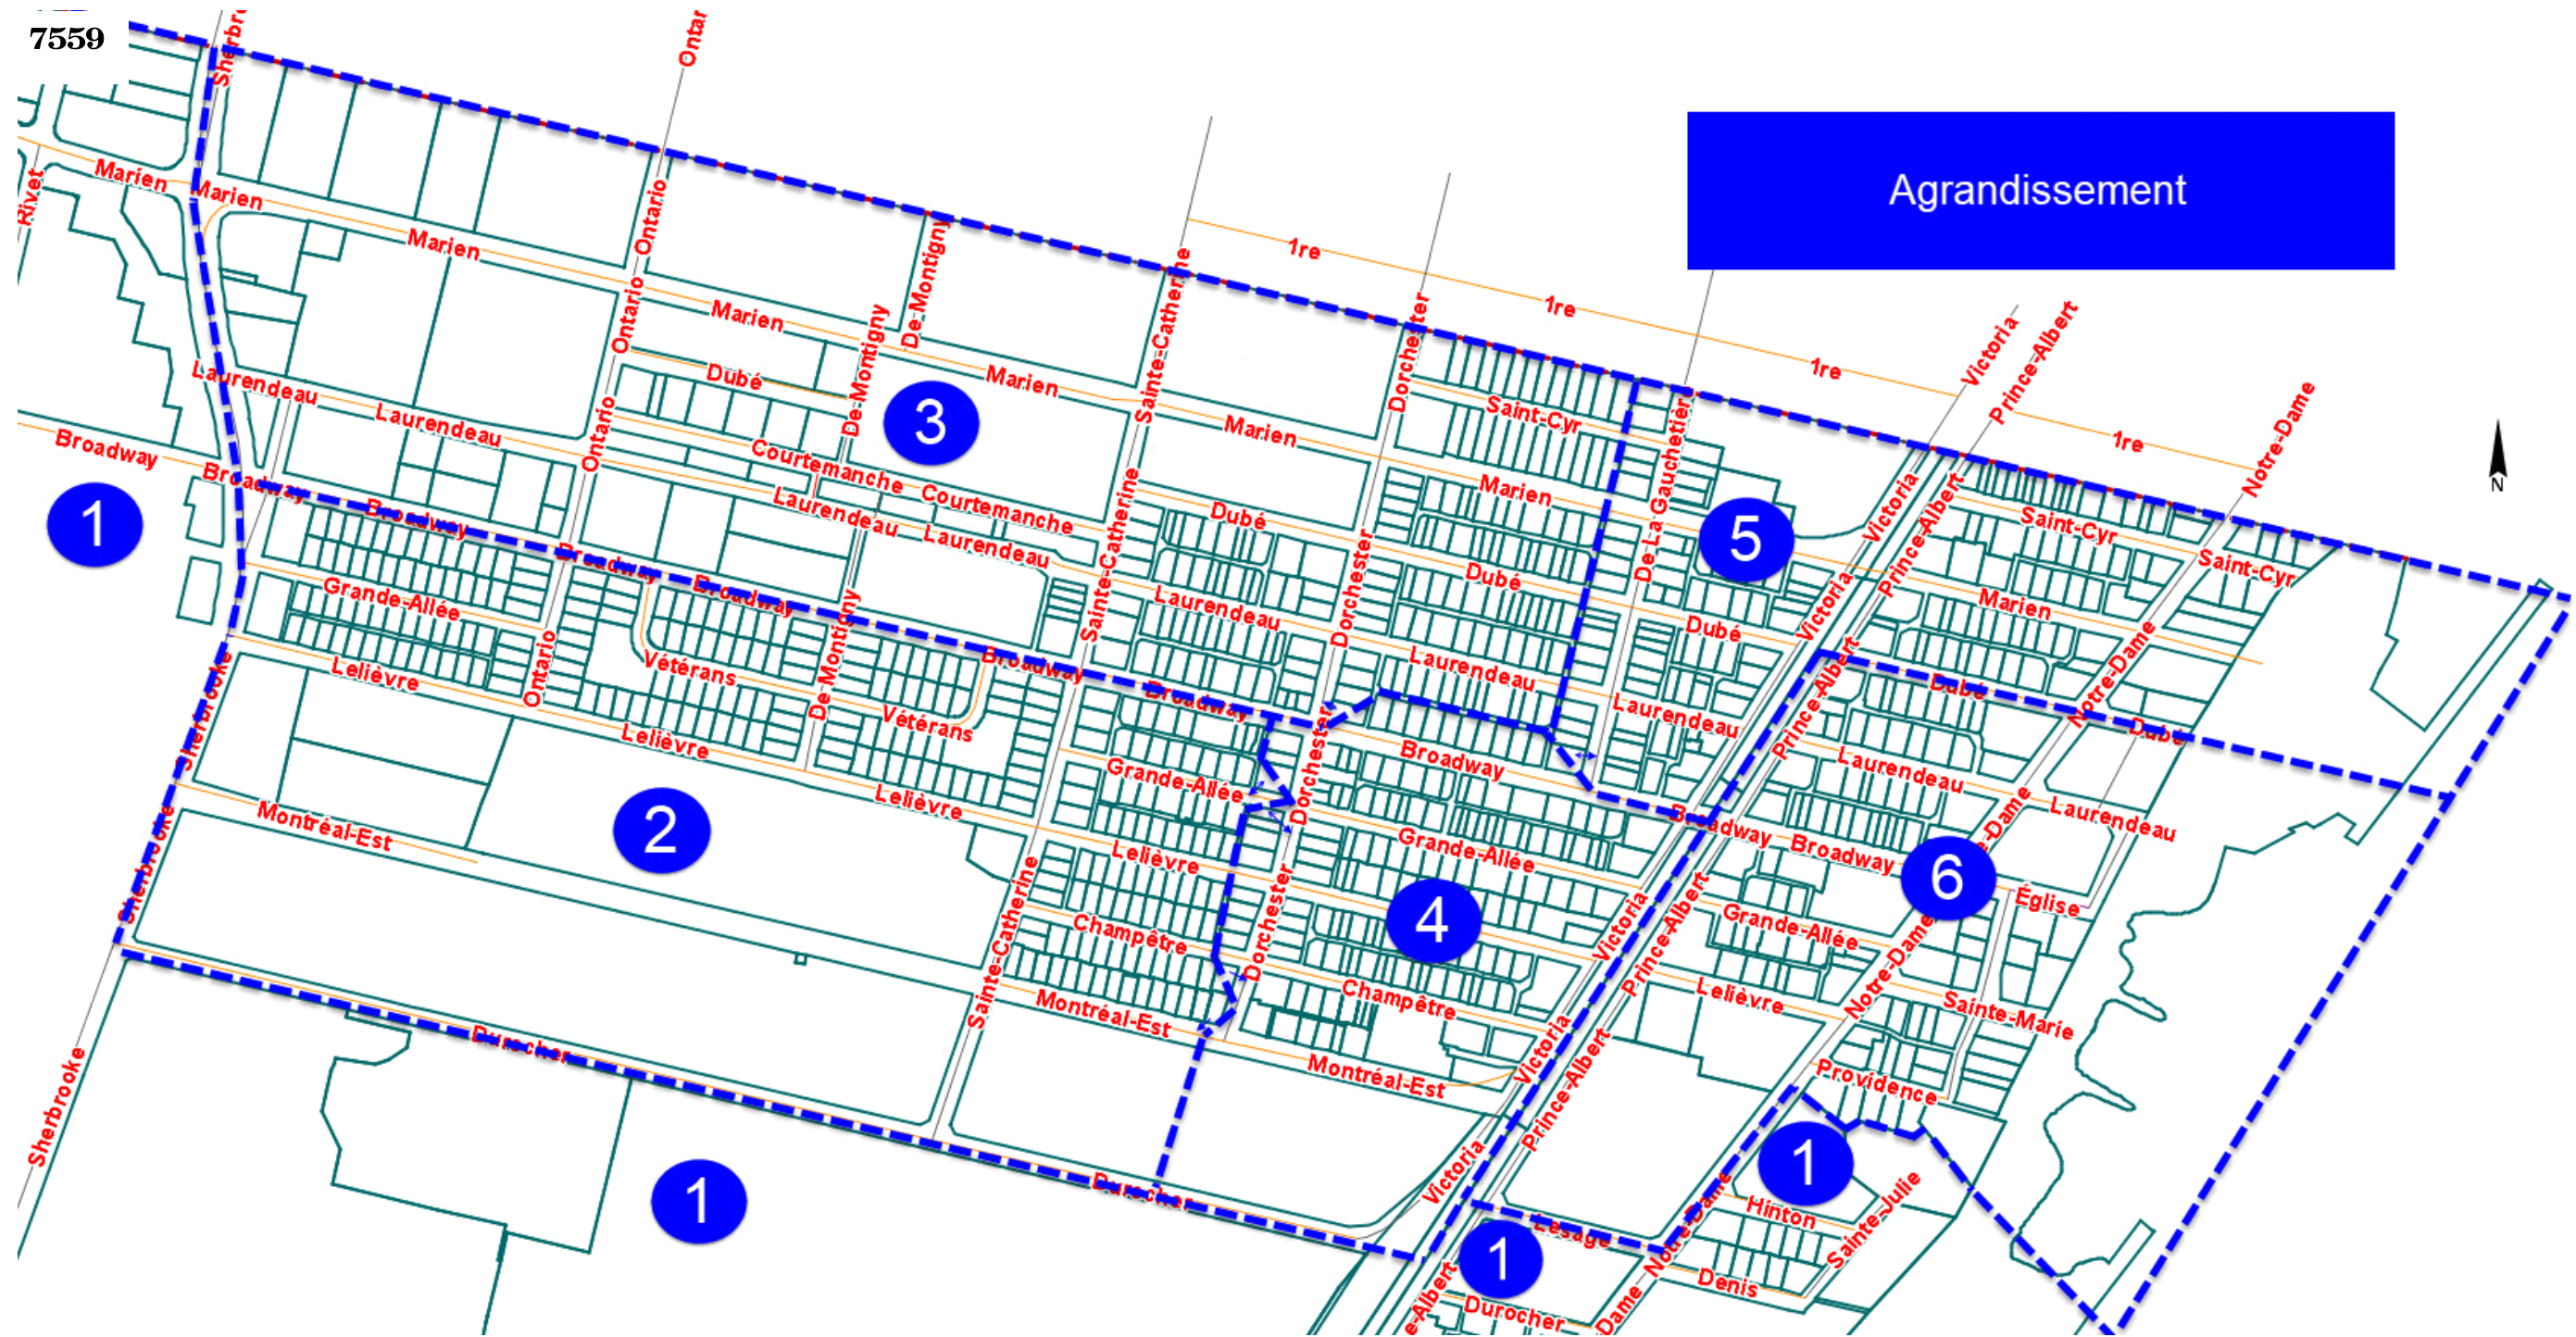 7559
Sherbro
Ontar
Agrandissement
Marien
Marien
Rivet
Marien
Ontario
Ontario
De Montigny
De Montigny
Sainte-Catherine
1re
1re
1re
1re
Dorchester
Victoria
Prince-Albert
Notre-Dame
N
Marien
Marien
Marien
Marien
Marien
Dubé
3
Saint-Cyr
Saint-Cyr
Saint-Cyr
De La Gauchetière
Laurendeau
Laurendeau
Ontario
Broadway
Broadway
Broadway
Broadway
Broadway
Broadway
Broadway
1
Courtemanche
Courtemanche
Laurendeau
Laurendeau
Sainte-Catherine
Dubé
Dubé
Dubé
5
Victoria
Prince-Albert
Laurendeau
Laurendeau
Laurendeau
Dorchester
Victoria
Prince-Albert
Notre-Dame
Dubé
Dubé
Grande-Allée
Lelièvre
Ontario
Vétérans
Vétérans
De Montigny
Lelièvre
Lelièvre
Sherbrooke
Sherbrooke
Montréal-Est
2
Grande-Allée
Dorchester
Broadway
Broadway
Broadway
Laurendeau
Laurendeau
Lelièvre
Grande-Allée
4
6
e-Dame
Église
Grande-Allée
Notre-Dame
Sainte-Catherine
Champêtre
Dorchester
Champêtre
Victoria
Prince-Albert
Lelièvre
Sainte-Marie
Montréal-Est
Montréal-Est
Victoria
Prince-Albert
Providence
Durocher
Durocher
Sherbrooke
1
1
Victoria
Lesage
Notre-Dame
Hinton
Sainte-Julie
1
Denis
Durocher
e-Albert
Dame